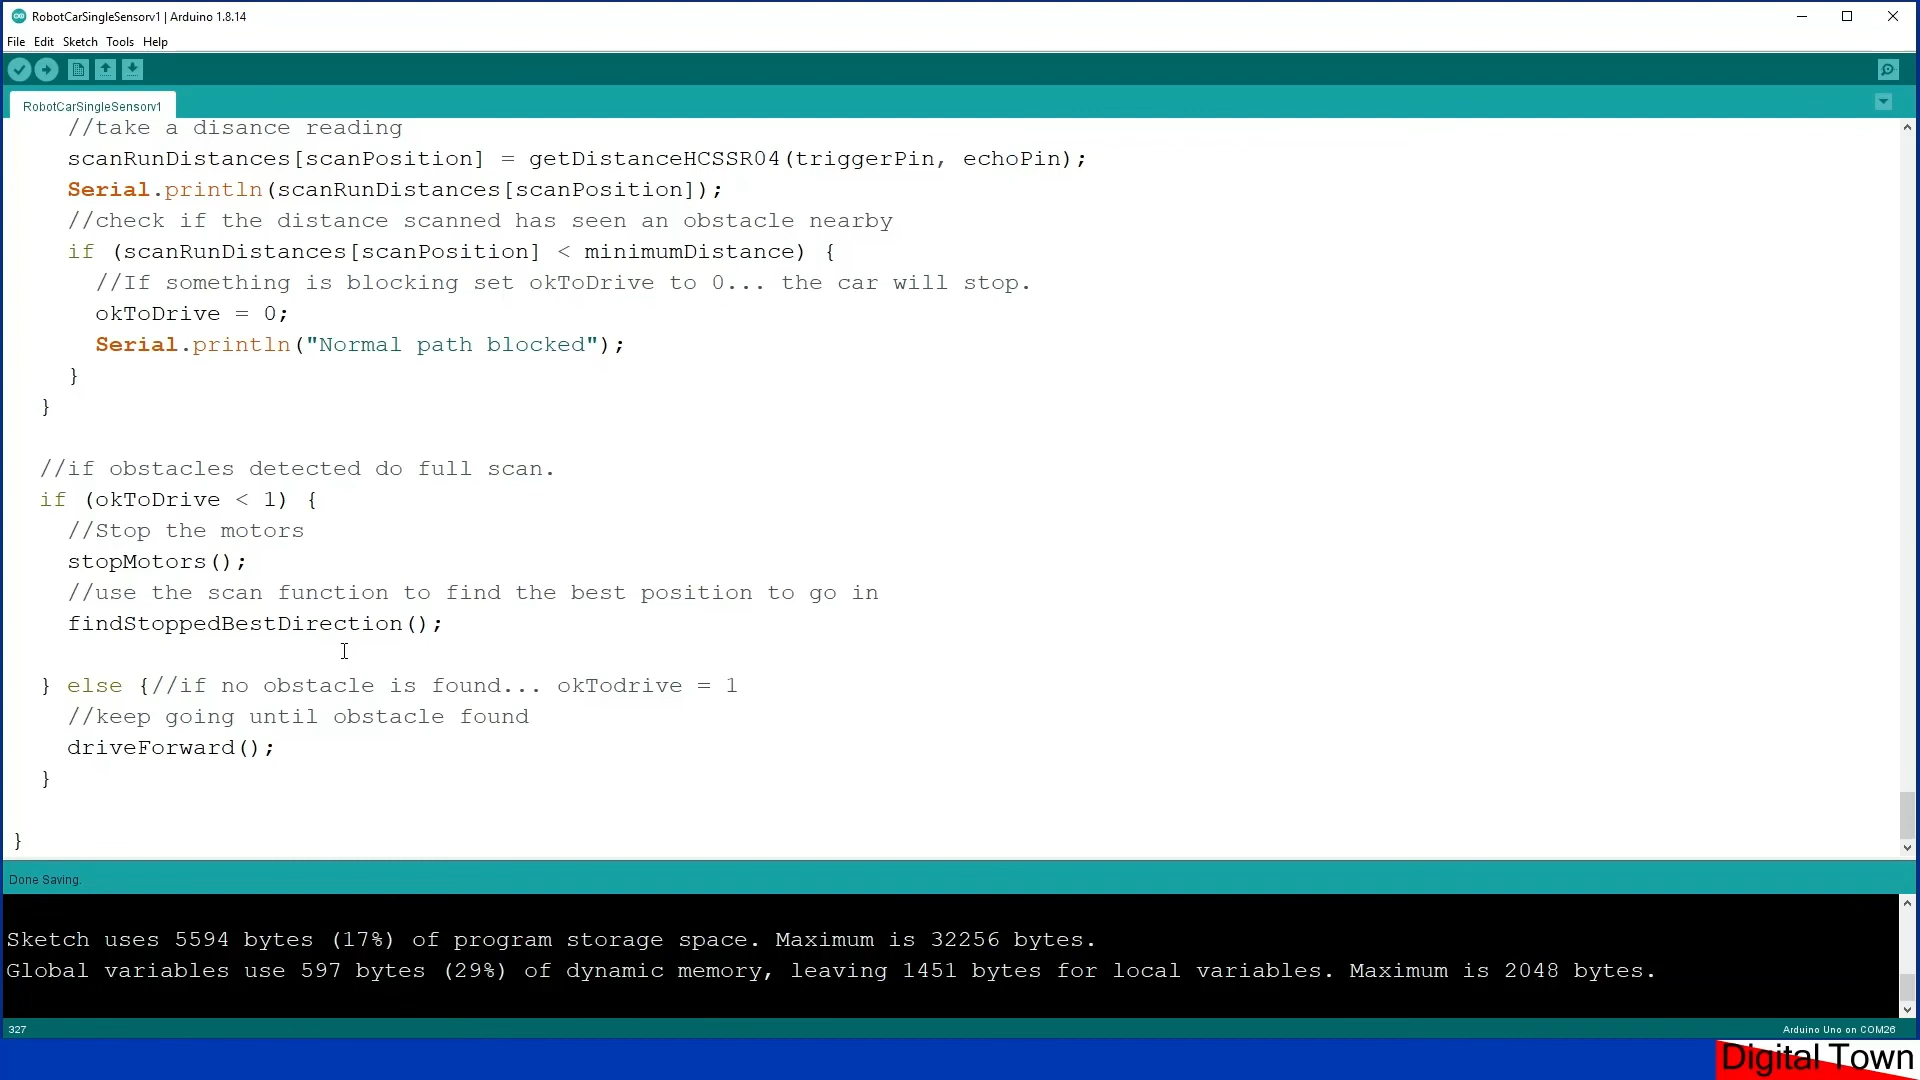 RobotCarSingleSensorv1 | Arduino 1.8.14
File Edit Sketch Tools Help
RobotCarSingleSensorv1
//take a disance reading
scanRunDistances[scanPosition] = getDistanceHCSSR04(triggerPin, echoPin);
Serial.println(scanRunDistances[scanPosition]);
//check if the distance scanned has seen an obstacle nearby
if (scanRunDistances[scanPosition] < minimumDistance) {
//If something is blocking set okToDrive to 0... the car will stop.
okToDrive = 0;
Serial.println("Normal path blocked");
}
}
//if obstacles detected do full scan.
if (okToDrive < 1) {
//Stop the motors
stopMotors();
//use the scan function to find the best position to go in
findStoppedBestDirection();
} else {//if no obstacle is found... okTodrive = 1
//keep going until obstacle found
driveForward();
}
}
Done Saving.
Sketch uses 5594 bytes (17%) of program storage space. Maximum is 32256 bytes.
Global variables use 597 bytes (29%) of dynamic memory, leaving 1451 bytes for local variables. Maximum is 2048 bytes.
327
Arduino Uno on COM26
Digital Town